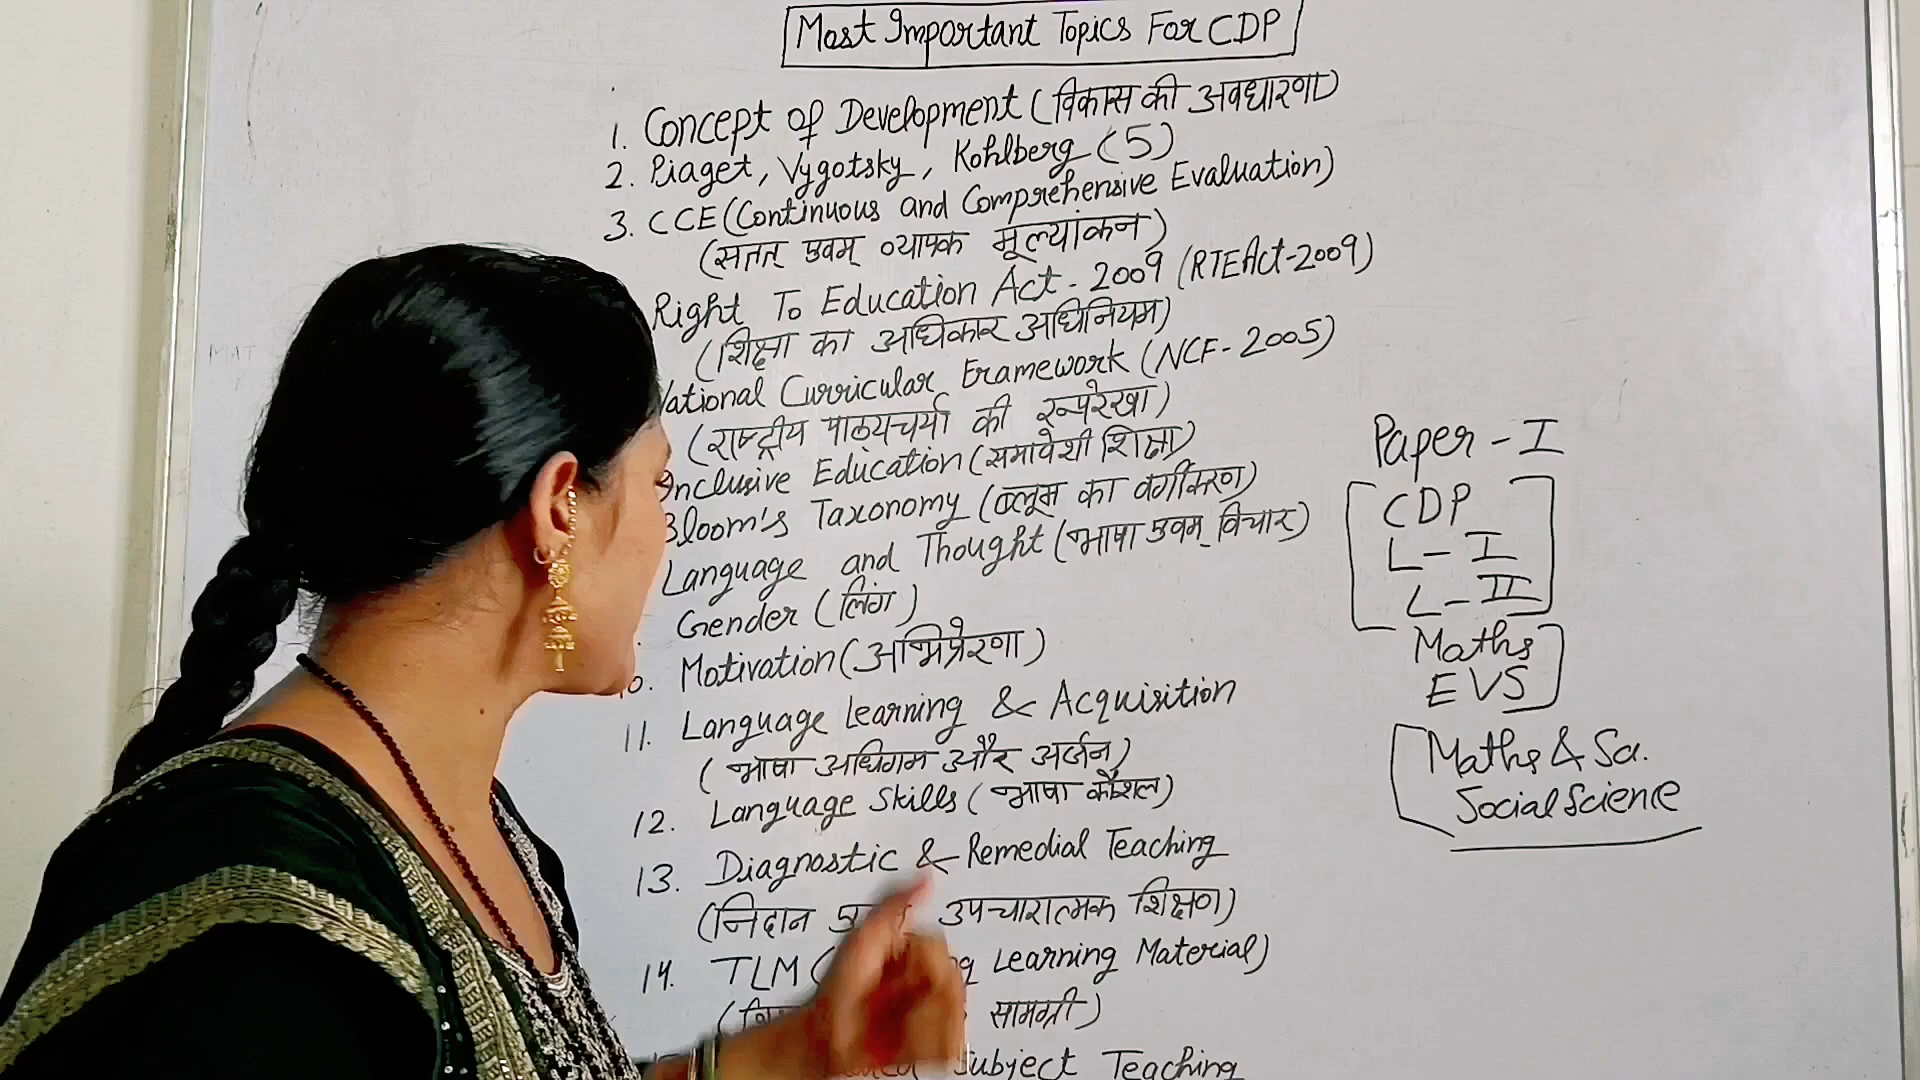 Most Important Topics For CDP
1. Concept of Development (विकास की अवधारणा)
2. Piaget, Vygotsky, Kohlberg (5)
3. CCE (Continuous and Comprehensive Evaluation)
(सतत् एवम् व्यापक मूल्यांकन)
Right To Education Act - 2009 (RTE Act-2009)
(शिक्षा का अधिकार अधिनियम)
National Curricular Framework (NCF-2005)
(राष्ट्रीय पाठ्यचर्या की रूपरेखा)
Inclusive Education (समावेशी शिक्षा)
Bloom's Taxonomy (ब्लूम का वर्गीकरण)
Language and Thought (भाषा एवम् विचार)
Gender (लिंग)
10. Motivation (अभिप्रेरणा)
11. Language Learning & Acquisition
(भाषा अधिगम और अर्जन)
12. Language Skills (भाषा कौशल)
13. Diagnostic & Remedial Teaching
(निदान उपचारात्मक शिक्षण)
14. TLM ( Learning Material)
सामग्री)
Subject Teaching
Paper - I
CDP
L - I
L - II
Maths
EVS
Maths & Sci.
Social Science